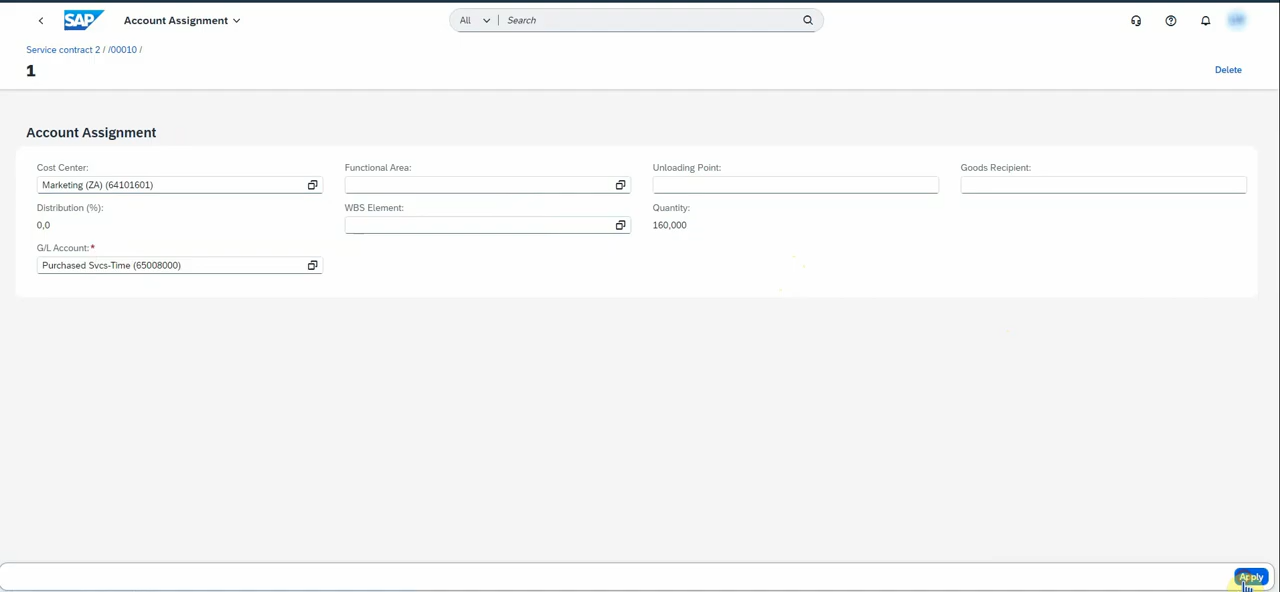 SAP Account Assignment All Search
Service contract 2 / /00010 /
1 Delete
Account Assignment
Cost Center: Functional Area: Unloading Point: Goods Recipient:
Marketing (ZA) (64101601)
Distribution (%): WBS Element: Quantity:
0,0 160,000
G/L Account:*
Purchased Svcs-Time (65008000)
Apply